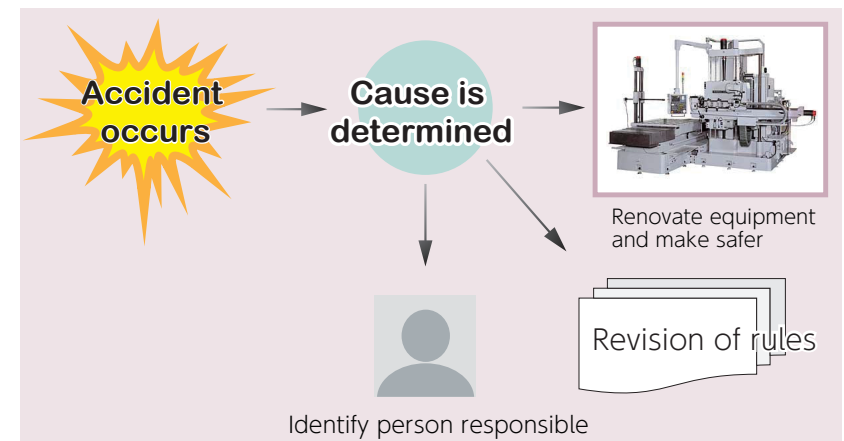 Accident
occurs
Cause is
determined
Renovate equipment
and make safer
Revision of rules
Identify person responsible